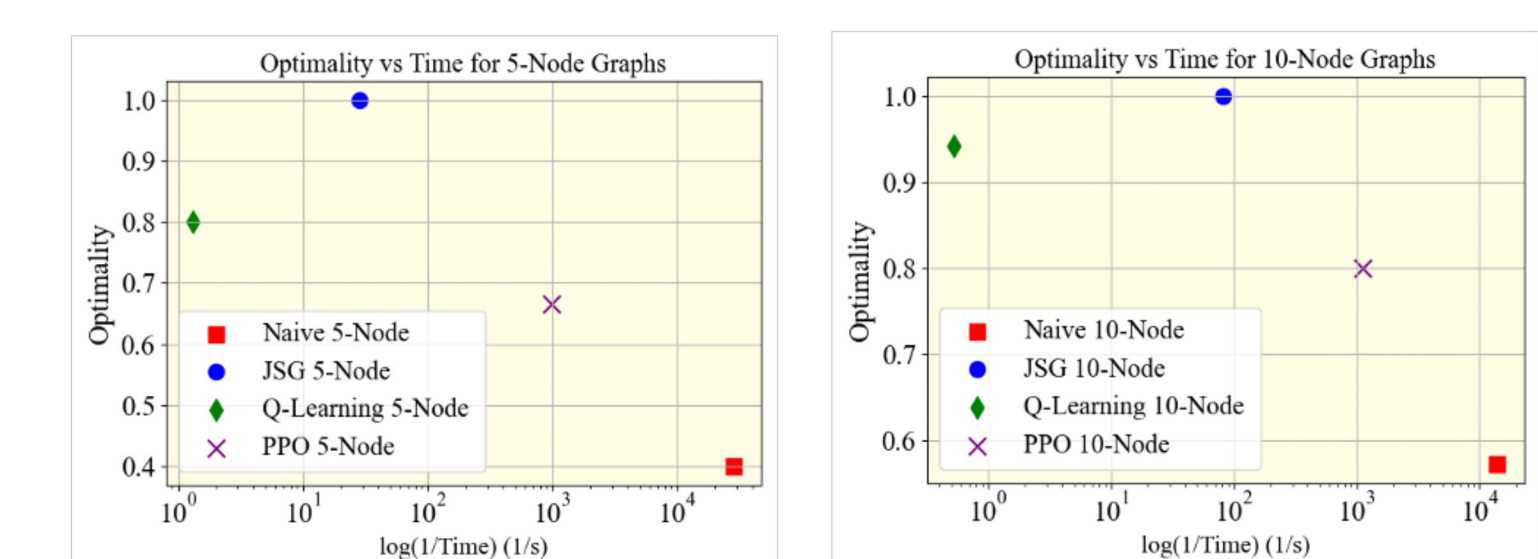 Optimality vs Time for 5-Node Graphs
Optimality
1.0
0.9
0.8
0.7
0.6
0.5
0.4
Naive 5-Node
JSG 5-Node
Q-Learning 5-Node
PPO 5-Node
10^0 10^1 10^2 10^3 10^4
log(1/Time) (1/s)
Optimality vs Time for 10-Node Graphs
Optimality
1.0
0.9
0.8
0.7
0.6
Naive 10-Node
JSG 10-Node
Q-Learning 10-Node
PPO 10-Node
10^0 10^1 10^2 10^3 10^4
log(1/Time) (1/s)